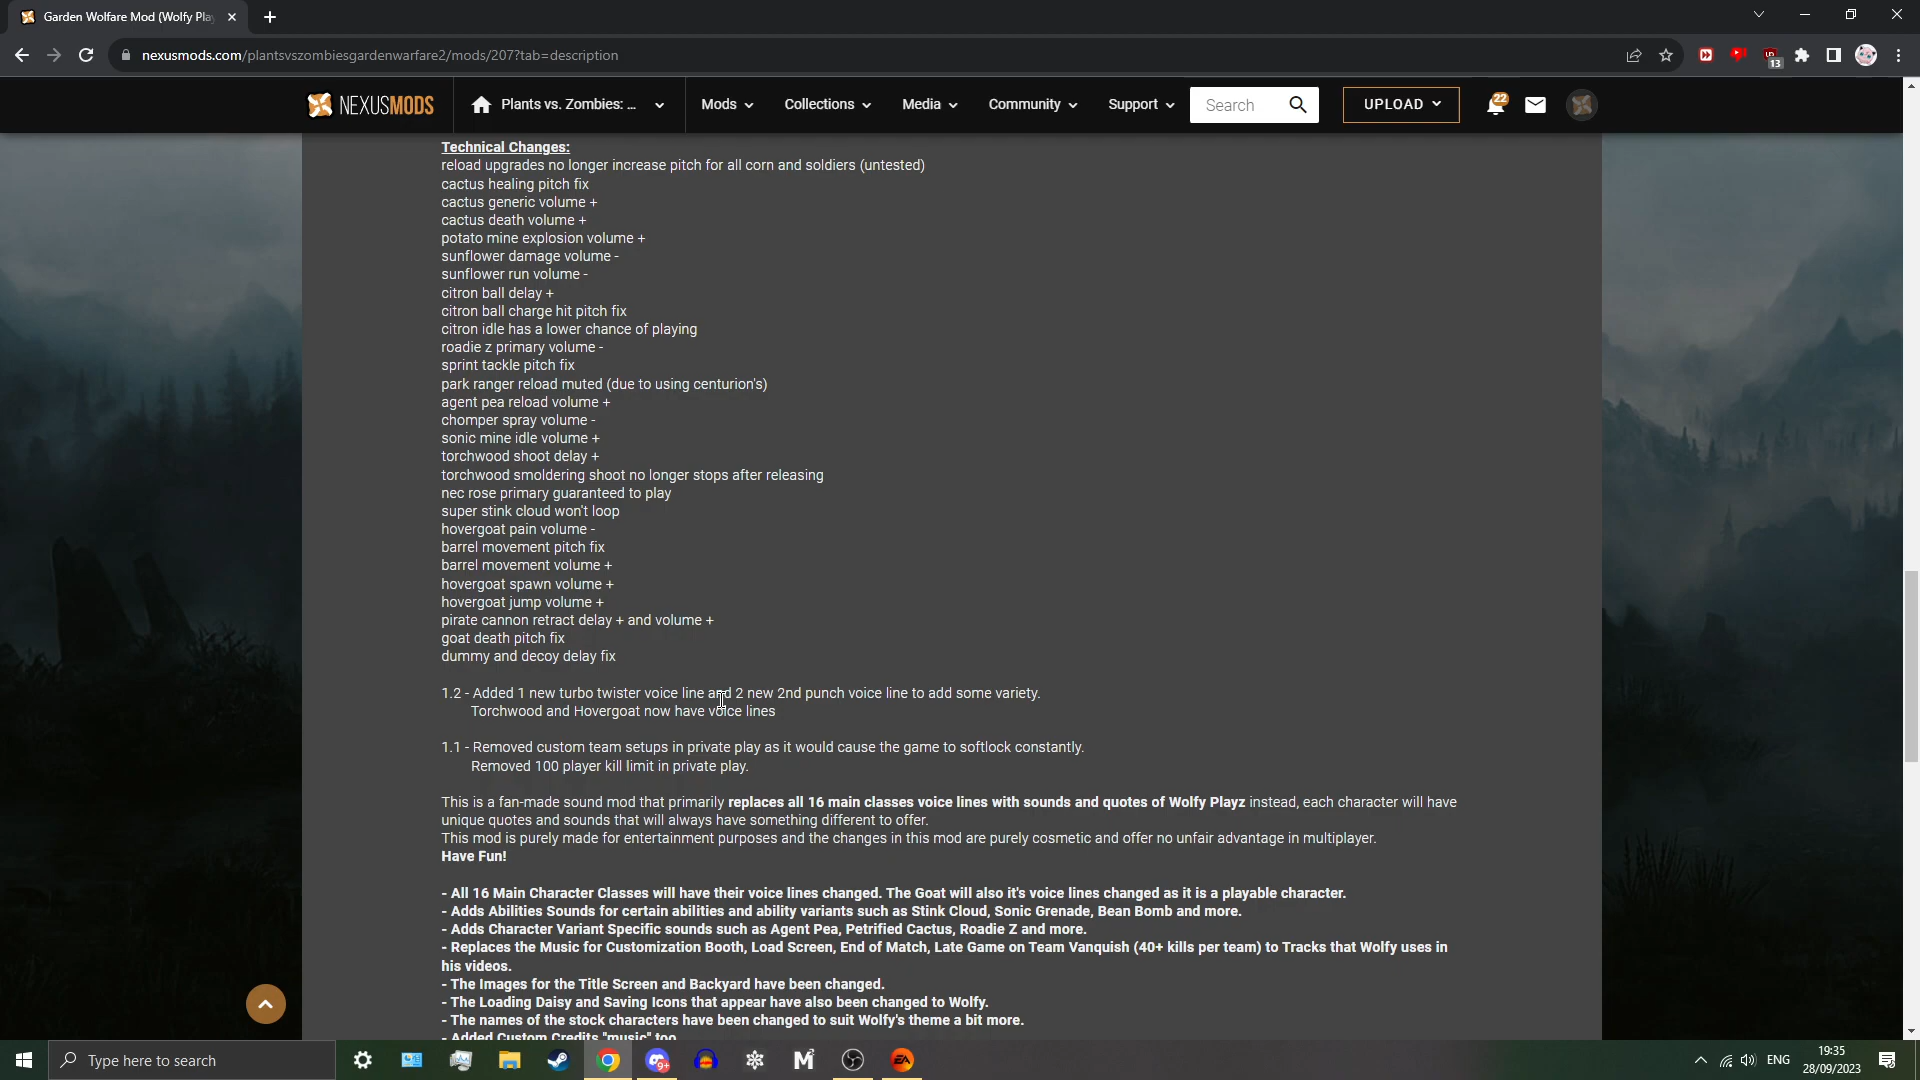 Garden Wolfare Mod (Wolfy Pla
nexusmods.com/plantsvszombiesgardenwarfare2/mods/207?tab=description
13
NEXUSMODS
Plants vs. Zombies: ...
Mods
Collections
Media
Community
Support
Search
UPLOAD
22
Technical Changes:
reload upgrades no longer increase pitch for all corn and soldiers (untested)
cactus healing pitch fix
cactus generic volume +
cactus death volume +
potato mine explosion volume +
sunflower damage volume -
sunflower run volume -
citron ball delay +
citron ball charge hit pitch fix
citron idle has a lower chance of playing
roadie z primary volume -
sprint tackle pitch fix
park ranger reload muted (due to using centurion's)
agent pea reload volume +
chomper spray volume -
sonic mine idle volume +
torchwood shoot delay +
torchwood smoldering shoot no longer stops after releasing
nec rose primary guaranteed to play
super stink cloud won't loop
hovergoat pain volume -
barrel movement pitch fix
barrel movement volume +
hovergoat spawn volume +
hovergoat jump volume +
pirate cannon retract delay + and volume +
goat death pitch fix
dummy and decoy delay fix
1.2 - Added 1 new turbo twister voice line and 2 new 2nd punch voice line to add some variety.
Torchwood and Hovergoat now have voice lines
1.1 - Removed custom team setups in private play as it would cause the game to softlock constantly.
Removed 100 player kill limit in private play.
This is a fan-made sound mod that primarily replaces all 16 main classes voice lines with sounds and quotes of Wolfy Playz instead, each character will have
unique quotes and sounds that will always have something different to offer.
This mod is purely made for entertainment purposes and the changes in this mod are purely cosmetic and offer no unfair advantage in multiplayer.
Have Fun!
- All 16 Main Character Classes will have their voice lines changed. The Goat will also it's voice lines changed as it is a playable character.
- Adds Abilities Sounds for certain abilities and ability variants such as Stink Cloud, Sonic Grenade, Bean Bomb and more.
- Adds Character Variant Specific sounds such as Agent Pea, Petrified Cactus, Roadie Z and more.
- Replaces the Music for Customization Booth, Load Screen, End of Match, Late Game on Team Vanquish (40+ kills per team) to Tracks that Wolfy uses in
his videos.
- The Images for the Title Screen and Backyard have been changed.
- The Loading Daisy and Saving Icons that appear have also been changed to Wolfy.
- The names of the stock characters have been changed to suit Wolfy's theme a bit more.
- Added Custom Credits "music" too
Type here to search
9+
EA
ENG
19:35
28/09/2023